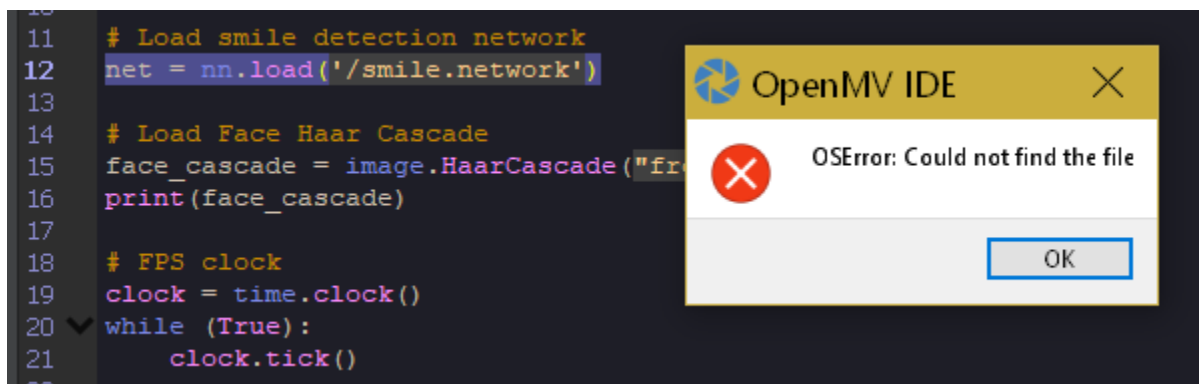 11 # Load smile detection network
12 net = nn.load('/smile.network')
13
14 # Load Face Haar Cascade
15 face_cascade = image.HaarCascade("fr
16 print(face_cascade)
17
18 # FPS clock
19 clock = time.clock()
20 while (True):
21 clock.tick()
OpenMV IDE
OSError: Could not find the file
OK